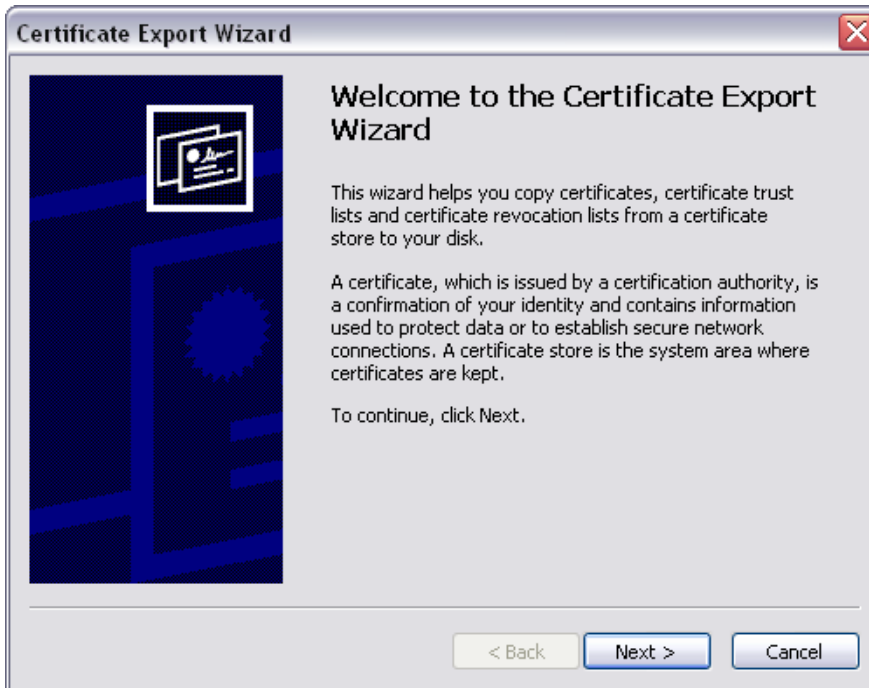 Certificate Export Wizard
Welcome to the Certificate Export
Wizard
This wizard helps you copy certificates, certificate trust
lists and certificate revocation lists from a certificate
store to your disk.
A certificate, which is issued by a certification authority, is
a confirmation of your identity and contains information
used to protect data or to establish secure network
connections. A certificate store is the system area where
certificates are kept.
To continue, click Next.
< Back
Next >
Cancel